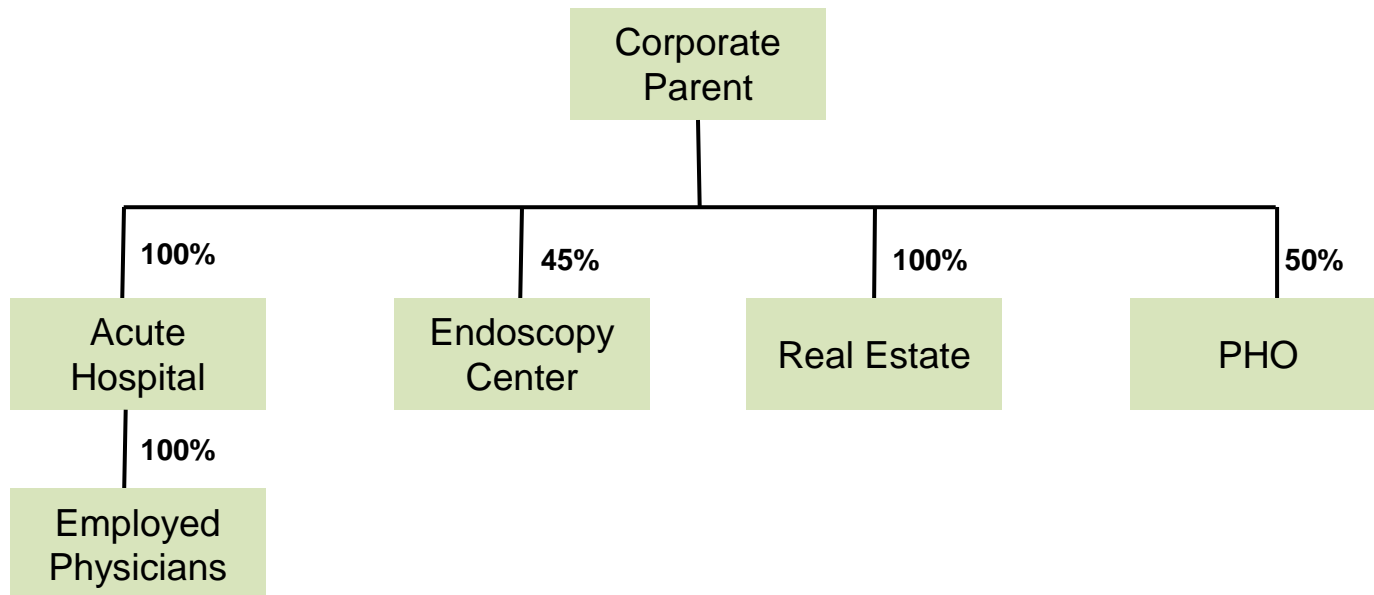 Corporate
Parent
100%
45%
100%
50%
Acute
Hospital
Endoscopy
Center
Real Estate
PHO
100%
Employed
Physicians